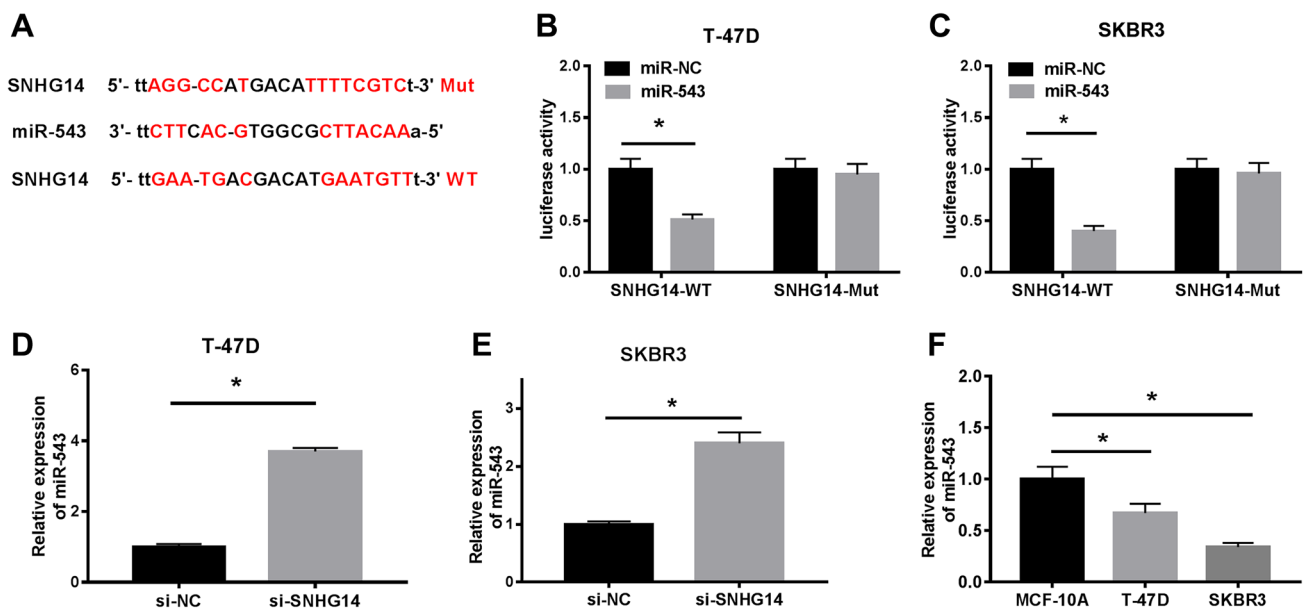 A
SNHG14 5'- ttAGG-CCATGACATTTTCGTCt-3' Mut
miR-543 3'- ttCTTCAC-GTGGCGCTTACAAa-5'
SNHG14 5'- ttGAA-TGACGACATGAATGTTt-3' WT
B
T-47D
miR-NC
miR-543
luciferase activity
2.0
1.5
1.0
0.5
0.0
*
SNHG14-WT SNHG14-Mut
C
SKBR3
miR-NC
miR-543
luciferase activity
2.0
1.5
1.0
0.5
0.0
*
SNHG14-WT SNHG14-Mut
D
T-47D
Relative expression
of miR-543
6
4
2
0
*
si-NC si-SNHG14
E
SKBR3
Relative expression
of miR-543
3
2
1
0
*
si-NC si-SNHG14
F
Relative expression
of miR-543
2.0
1.5
1.0
0.5
0.0
*
*
MCF-10A T-47D SKBR3